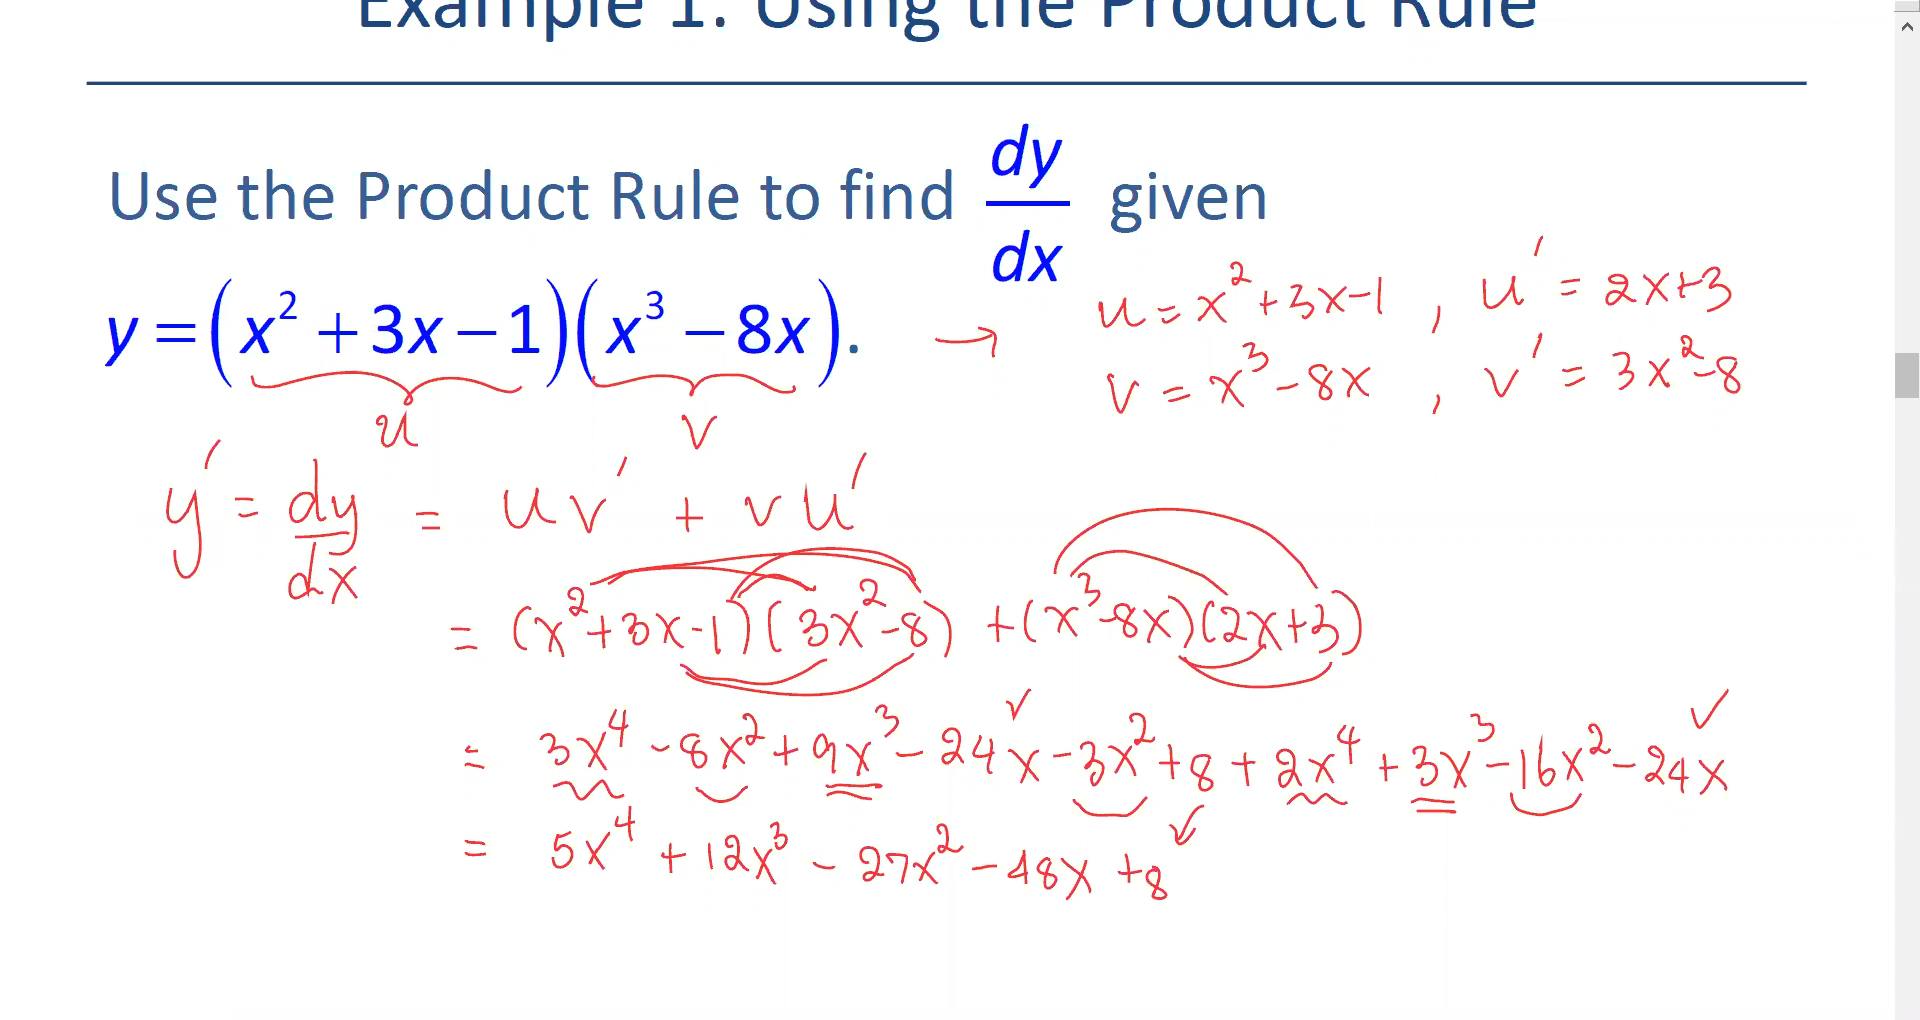 Example 1: Using the Product Rule
Use the Product Rule to find dy/dx given
y = (x² + 3x − 1)(x³ − 8x). → u = x² + 3x − 1 , u' = 2x + 3
v = x³ − 8x , v' = 3x² − 8
u v
y' = dy/dx = uv' + vu'
= (x² + 3x − 1)(3x² − 8) + (x³ − 8x)(2x + 3)
= 3x⁴ − 8x² + 9x³ − 24x − 3x² + 8 + 2x⁴ + 3x³ − 16x² − 24x
= 5x⁴ + 12x³ − 27x² − 48x + 8